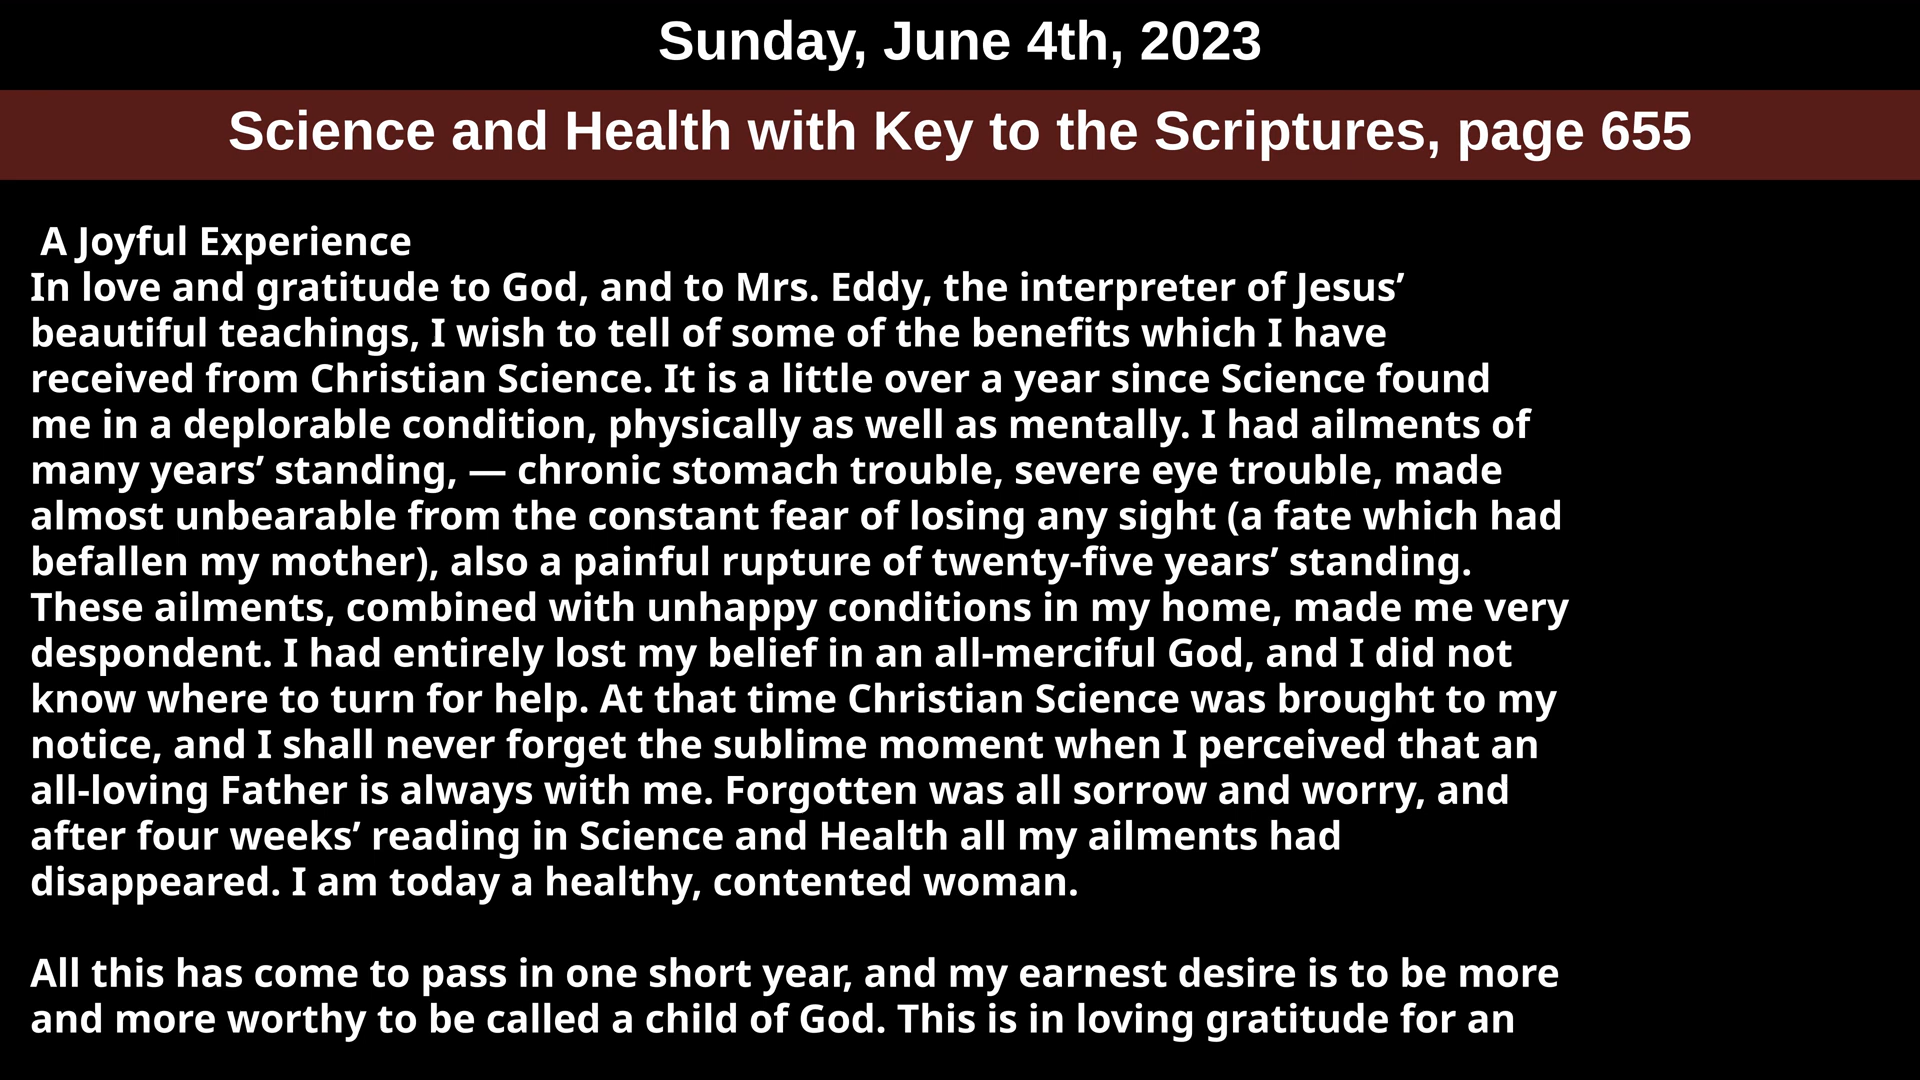 Sunday, June 4th, 2023
Science and Health with Key to the Scriptures, page 655
A Joyful Experience
In love and gratitude to God, and to Mrs. Eddy, the interpreter of Jesus’
beautiful teachings, I wish to tell of some of the benefits which I have
received from Christian Science. It is a little over a year since Science found
me in a deplorable condition, physically as well as mentally. I had ailments of
many years’ standing, — chronic stomach trouble, severe eye trouble, made
almost unbearable from the constant fear of losing any sight (a fate which had
befallen my mother), also a painful rupture of twenty-five years’ standing.
These ailments, combined with unhappy conditions in my home, made me very
despondent. I had entirely lost my belief in an all-merciful God, and I did not
know where to turn for help. At that time Christian Science was brought to my
notice, and I shall never forget the sublime moment when I perceived that an
all-loving Father is always with me. Forgotten was all sorrow and worry, and
after four weeks’ reading in Science and Health all my ailments had
disappeared. I am today a healthy, contented woman.
All this has come to pass in one short year, and my earnest desire is to be more
and more worthy to be called a child of God. This is in loving gratitude for an